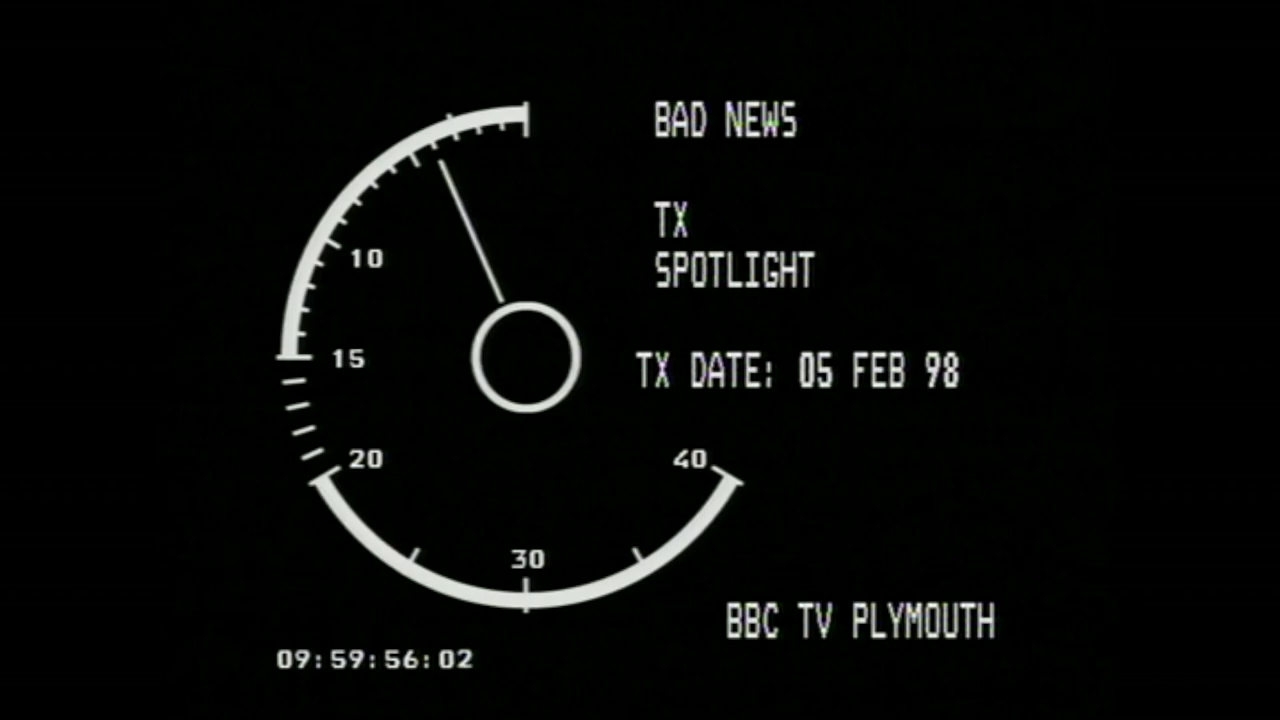 BAD NEWS
TX
SPOTLIGHT
10
15
TX DATE: 05 FEB 98
20
40
30
BBC TV PLYMOUTH
09:59:56:02